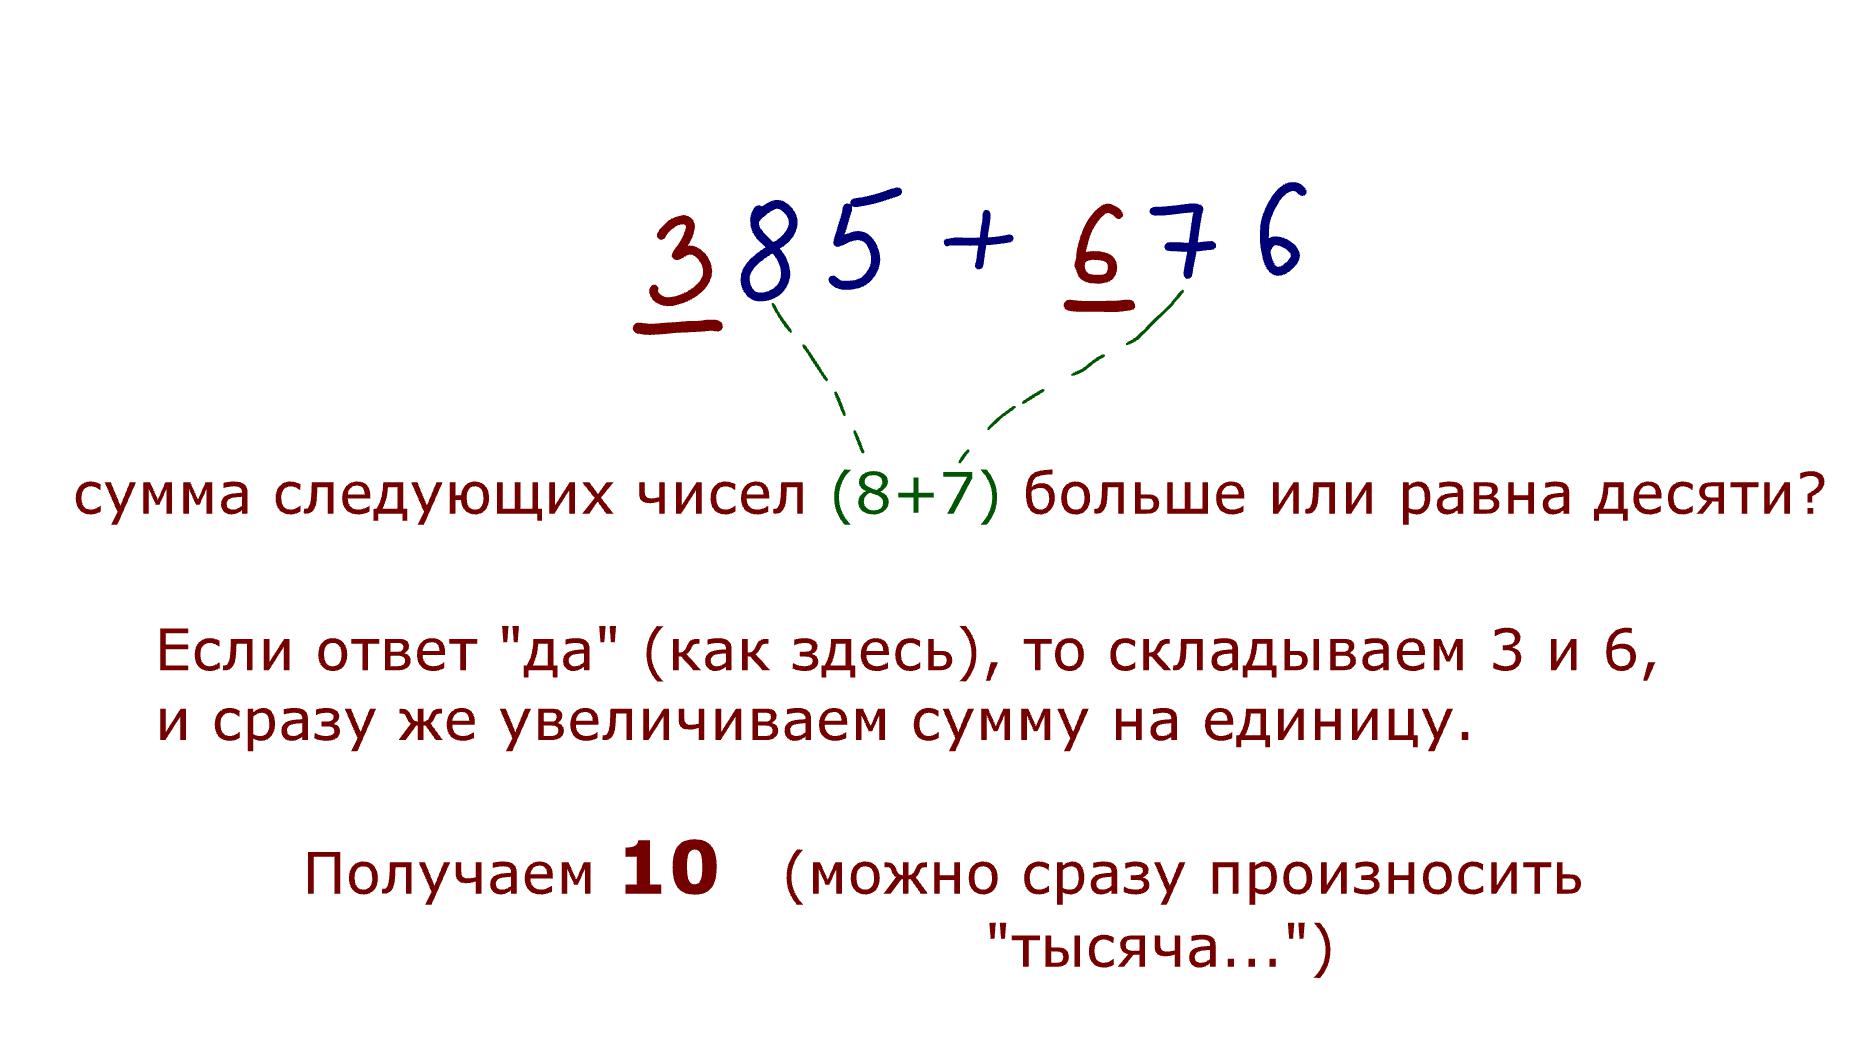 385 + 676
сумма следующих чисел (8+7) больше или равна десяти?
Если ответ "да" (как здесь), то складываем 3 и 6,
и сразу же увеличиваем сумму на единицу.
Получаем 10 (можно сразу произносить
"тысяча...")